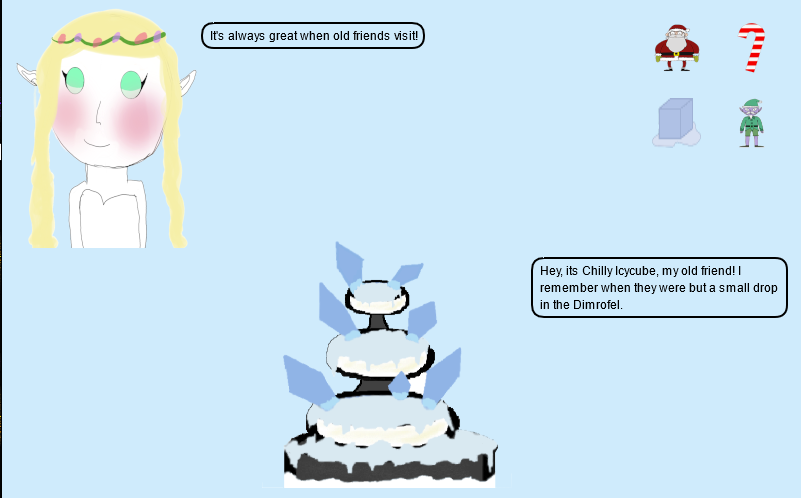 It's always great when old friends visit!
Hey, its Chilly Icycube, my old friend! I
remember when they were but a small drop
in the Dimrofel.